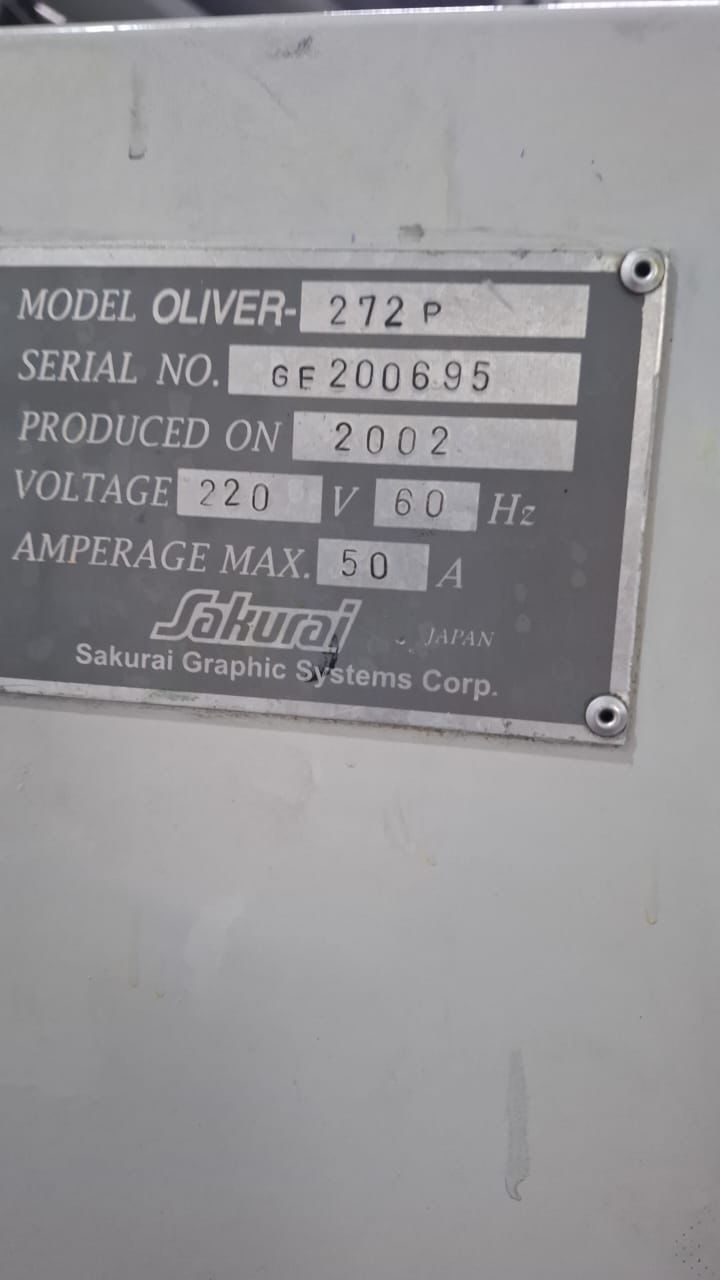 MODEL OLIVER- 272 P
SERIAL NO. GE 200695
PRODUCED ON 2002
VOLTAGE 220 V 60 Hz
AMPERAGE MAX. 50 A
Sakurai JAPAN
Sakurai Graphic Systems Corp.